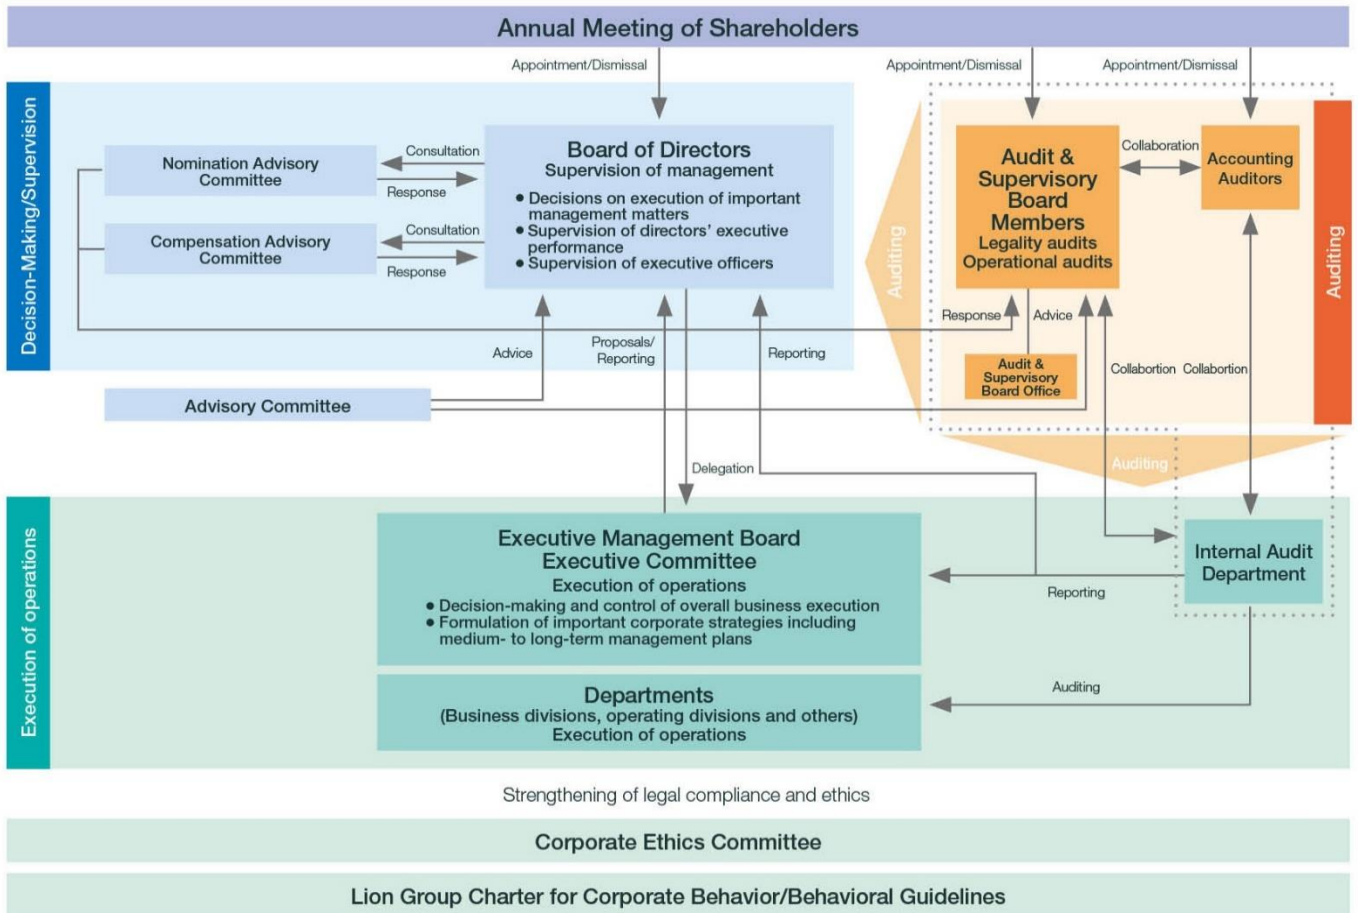 Annual Meeting of Shareholders
Appointment/Dismissal
Appointment/Dismissal
Appointment/Dismissal
Decision-Making/Supervision
Nomination Advisory
Committee
Consultation
Response
Compensation Advisory
Committee
Consultation
Response
Board of Directors
Supervision of management
● Decisions on execution of important
management matters
● Supervision of directors' executive
performance
● Supervision of executive officers
Auditing
Audit &
Supervisory
Board
Members
Legality audits
Operational audits
Collaboration
Accounting
Auditors
Auditing
Advice
Proposals/
Reporting
Reporting
Response
Advice
Audit &
Supervisory
Board Office
Collabortion
Collabortion
Advisory Committee
Delegation
Auditing
Execution of operations
Executive Management Board
Executive Committee
Execution of operations
● Decision-making and control of overall business execution
● Formulation of important corporate strategies including
medium- to long-term management plans
Reporting
Internal Audit
Department
Departments
(Business divisions, operating divisions and others)
Execution of operations
Auditing
Strengthening of legal compliance and ethics
Corporate Ethics Committee
Lion Group Charter for Corporate Behavior/Behavioral Guidelines